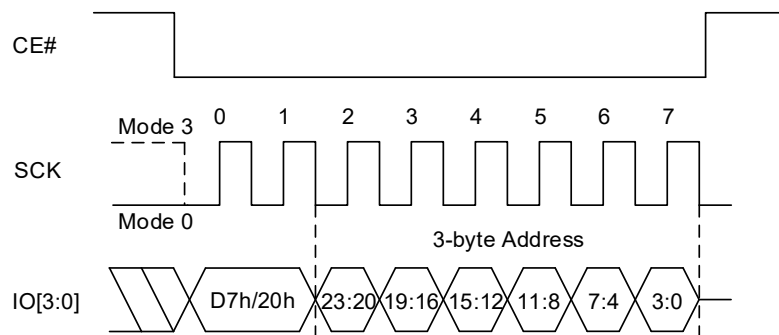 CE#
0 1 2 3 4 5 6 7
Mode 3
SCK
Mode 0
3-byte Address
IO[3:0] D7h/20h 23:20 19:16 15:12 11:8 7:4 3:0